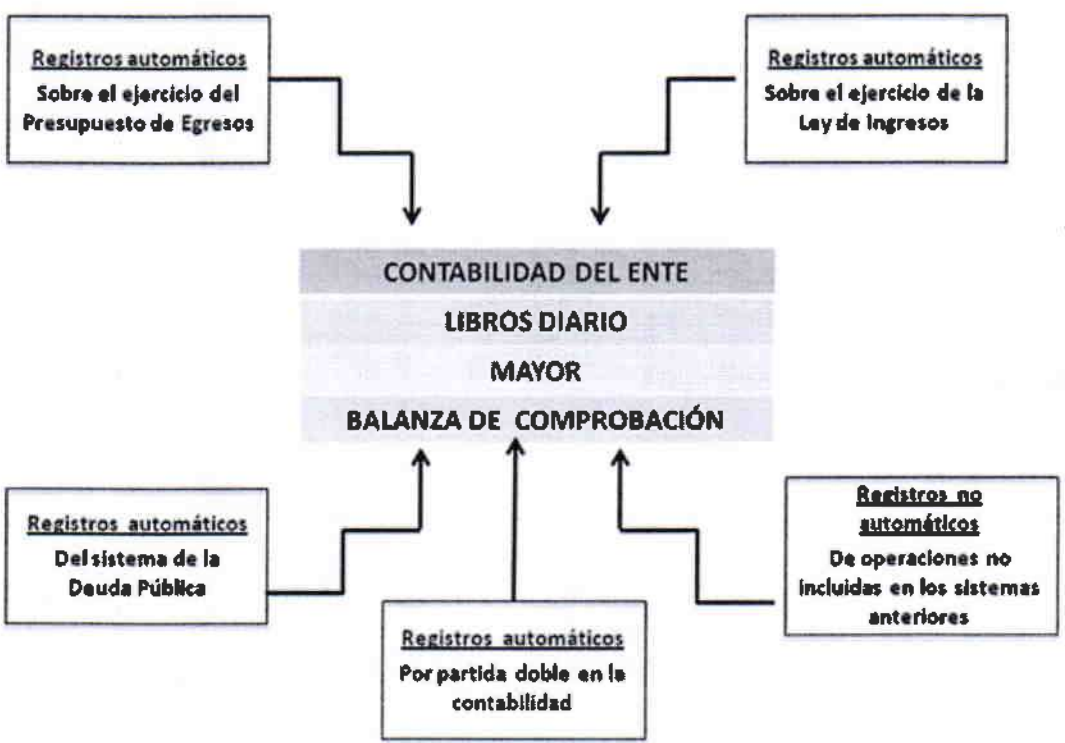 Registros automáticos
Sobre el ejercicio del
Presupuesto de Egresos
Registros automáticos
Sobre el ejercicio de la
Ley de Ingresos
CONTABILIDAD DEL ENTE
LIBROS DIARIO
MAYOR
BALANZA DE COMPROBACIÓN
Registros automáticos
Del sistema de la
Deuda Pública
Registros automáticos
Por partida doble en la
contabilidad
Registros no
automáticos
De operaciones no
incluidas en los sistemas
anteriores